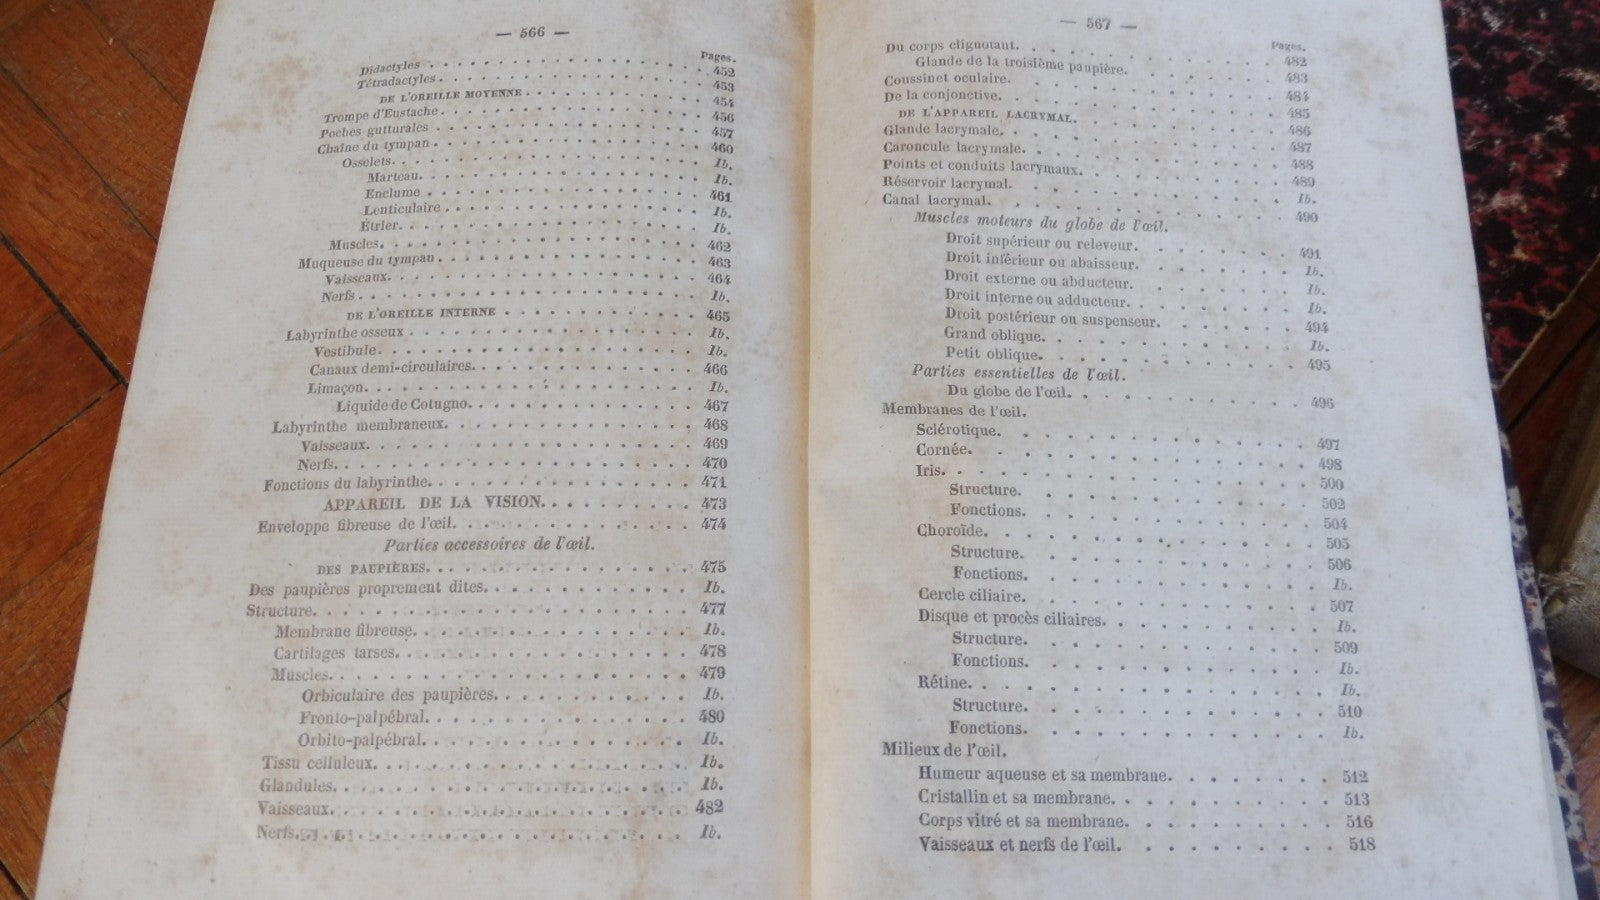 — 566 —
Pages.
Didactyles . . . . . . . . . . . . . 452
Tétradactyles. . . . . . . . . . . . . 453
DE L'OREILLE MOYENNE . . . . . . . . . . 454
Trompe d'Eustache . . . . . . . . . . . . 456
Poches gutturales . . . . . . . . . . . . 457
Chaîne du tympan . . . . . . . . . . . . 460
Osselets. . . . . . . . . . . . . . Ib.
Marteau. . . . . . . . . . . . . Ib.
Enclume . . . . . . . . . . . . . 461
Lenticulaire . . . . . . . . . . . . Ib.
Étrier. . . . . . . . . . . . . . Ib.
Muscles. . . . . . . . . . . . . . . 462
Muqueuse du tympan . . . . . . . . . . . 463
Vaisseaux. . . . . . . . . . . . . . 464
Nerfs . . . . . . . . . . . . . . . Ib.
DE L'OREILLE INTERNE . . . . . . . . . . 465
Labyrinthe osseux . . . . . . . . . . . . Ib.
Vestibule. . . . . . . . . . . . . . Ib.
Canaux demi-circulaires. . . . . . . . . . 466
Limaçon. . . . . . . . . . . . . . . Ib.
Liquide de Cotugno. . . . . . . . . . . 467
Labyrinthe membraneux. . . . . . . . . . . 468
Vaisseaux. . . . . . . . . . . . . . 469
Nerfs. . . . . . . . . . . . . . . 470
Fonctions du labyrinthe. . . . . . . . . . . 471
APPAREIL DE LA VISION. . . . . . . . 473
Enveloppe fibreuse de l'œil. . . . . . . . . . 474
Parties accessoires de l'œil.
DES PAUPIÈRES. . . . . . . . . . . . 475
Des paupières proprement dites. . . . . . . . . Ib.
Structure. . . . . . . . . . . . . . . 477
Membrane fibreuse. . . . . . . . . . . . Ib.
Cartilages tarses. . . . . . . . . . . . 478
Muscles. . . . . . . . . . . . . . . 479
Orbiculaire des paupières. . . . . . . . . Ib.
Fronto-palpébral. . . . . . . . . . . . 480
Orbito-palpébral. . . . . . . . . . . . Ib.
Tissu celluleux. . . . . . . . . . . . . Ib.
Glandules. . . . . . . . . . . . . . . Ib.
Vaisseaux. . . . . . . . . . . . . . . 482
Nerfs. . . . . . . . . . . . . . . . Ib.
— 567 —
Pages.
Du corps clignotant. . . . . . . . . . . . 482
Glande de la troisième paupière. . . . . . . 483
Coussinet oculaire. . . . . . . . . . . . 484
De la conjonctive. . . . . . . . . . . . . 485
DE L'APPAREIL LACRYMAL. . . . . . . . . 486
Glande lacrymale. . . . . . . . . . . . . 487
Caroncule lacrymale. . . . . . . . . . . . 488
Points et conduits lacrymaux. . . . . . . . . 489
Réservoir lacrymal. . . . . . . . . . . . Ib.
Canal lacrymal. . . . . . . . . . . . . 490
Muscles moteurs du globe de l'œil.
Droit supérieur ou releveur. . . . . . . . 491
Droit inférieur ou abaisseur. . . . . . . . Ib.
Droit externe ou abducteur. . . . . . . . Ib.
Droit interne ou adducteur. . . . . . . . Ib.
Droit postérieur ou suspenseur. . . . . . . 494
Grand oblique. . . . . . . . . . . . Ib.
Petit oblique. . . . . . . . . . . . 495
Parties essentielles de l'œil.
Du globe de l'œil. . . . . . . . . . . 496
Membranes de l'œil.
Sclérotique. . . . . . . . . . . . . 497
Cornée. . . . . . . . . . . . . . 498
Iris. . . . . . . . . . . . . . . 500
Structure. . . . . . . . . . . . 502
Fonctions. . . . . . . . . . . . 504
Choroïde. . . . . . . . . . . . . 505
Structure. . . . . . . . . . . . 506
Fonctions. . . . . . . . . . . . Ib.
Cercle ciliaire. . . . . . . . . . . . 507
Disque et procès ciliaires. . . . . . . . . Ib.
Structure. . . . . . . . . . . . 509
Fonctions. . . . . . . . . . . . Ib.
Rétine. . . . . . . . . . . . . . Ib.
Structure. . . . . . . . . . . . 510
Fonctions. . . . . . . . . . . . Ib.
Milieux de l'œil.
Humeur aqueuse et sa membrane. . . . . . . 512
Cristallin et sa membrane. . . . . . . . . 513
Corps vitré et sa membrane. . . . . . . . 516
Vaisseaux et nerfs de l'œil. . . . . . . . . 518